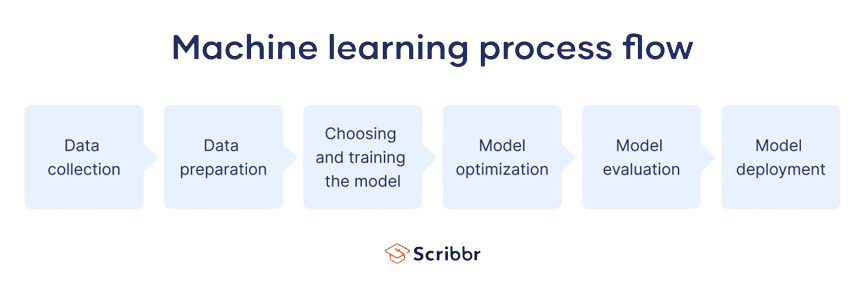 Machine learning process flow
Data
collection
Data
preparation
Choosing
and training
the model
Model
optimization
Model
evaluation
Model
deployment
Scribbr